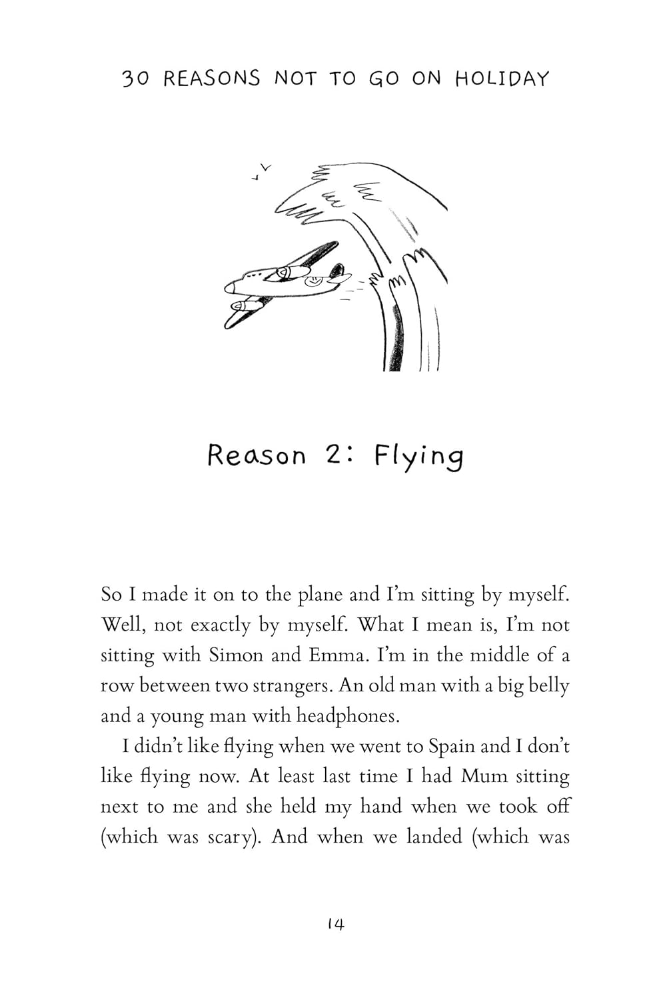 30 REASONS NOT TO GO ON HOLIDAY
Reason 2: Flying
So I made it on to the plane and I’m sitting by myself.
Well, not exactly by myself. What I mean is, I’m not
sitting with Simon and Emma. I’m in the middle of a
row between two strangers. An old man with a big belly
and a young man with headphones.
I didn’t like flying when we went to Spain and I don’t
like flying now. At least last time I had Mum sitting
next to me and she held my hand when we took off
(which was scary). And when we landed (which was
14